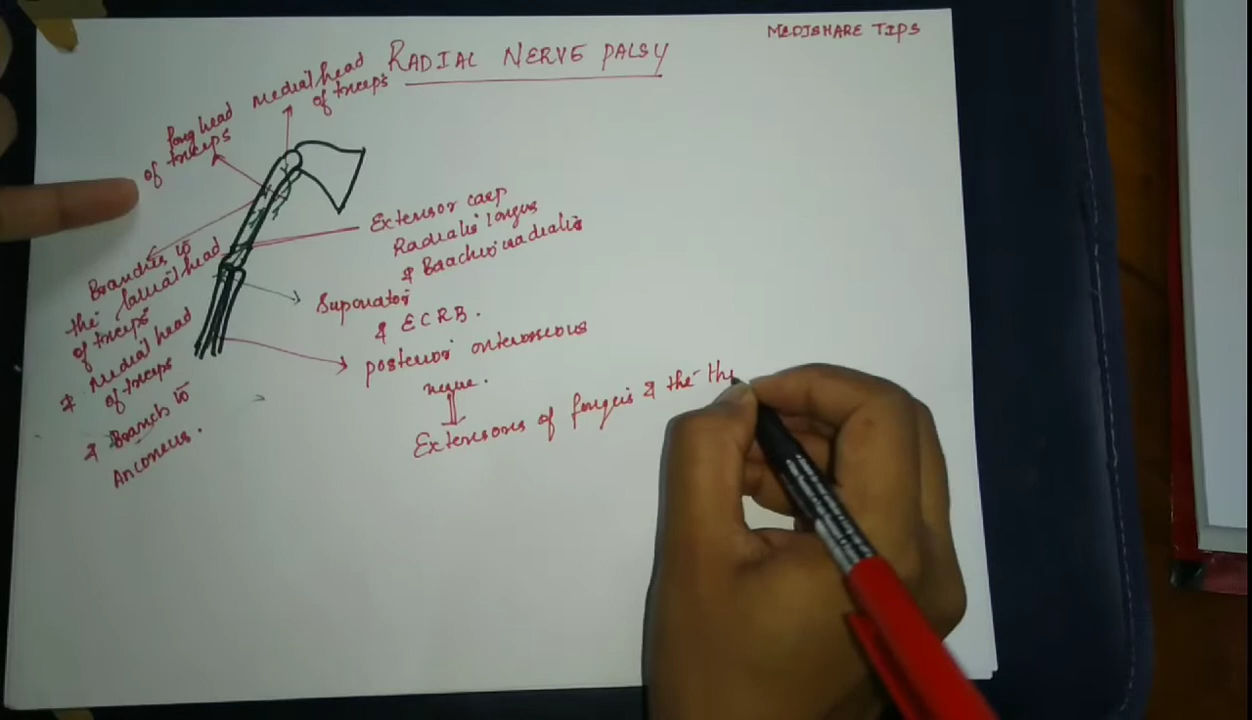 MEDISHARE TIPS
RADIAL NERVE PALSY
Medial head
of triceps
long head
of triceps
Branches to
the lateral head
of triceps
& Medial head
of triceps
& Branch to
Anconeus.
Extensor carp
Radialis longus
& Brachioradialis
Supinator
& ECRB.
posterior interosseous
nerve.
Extensors of fingers & the th